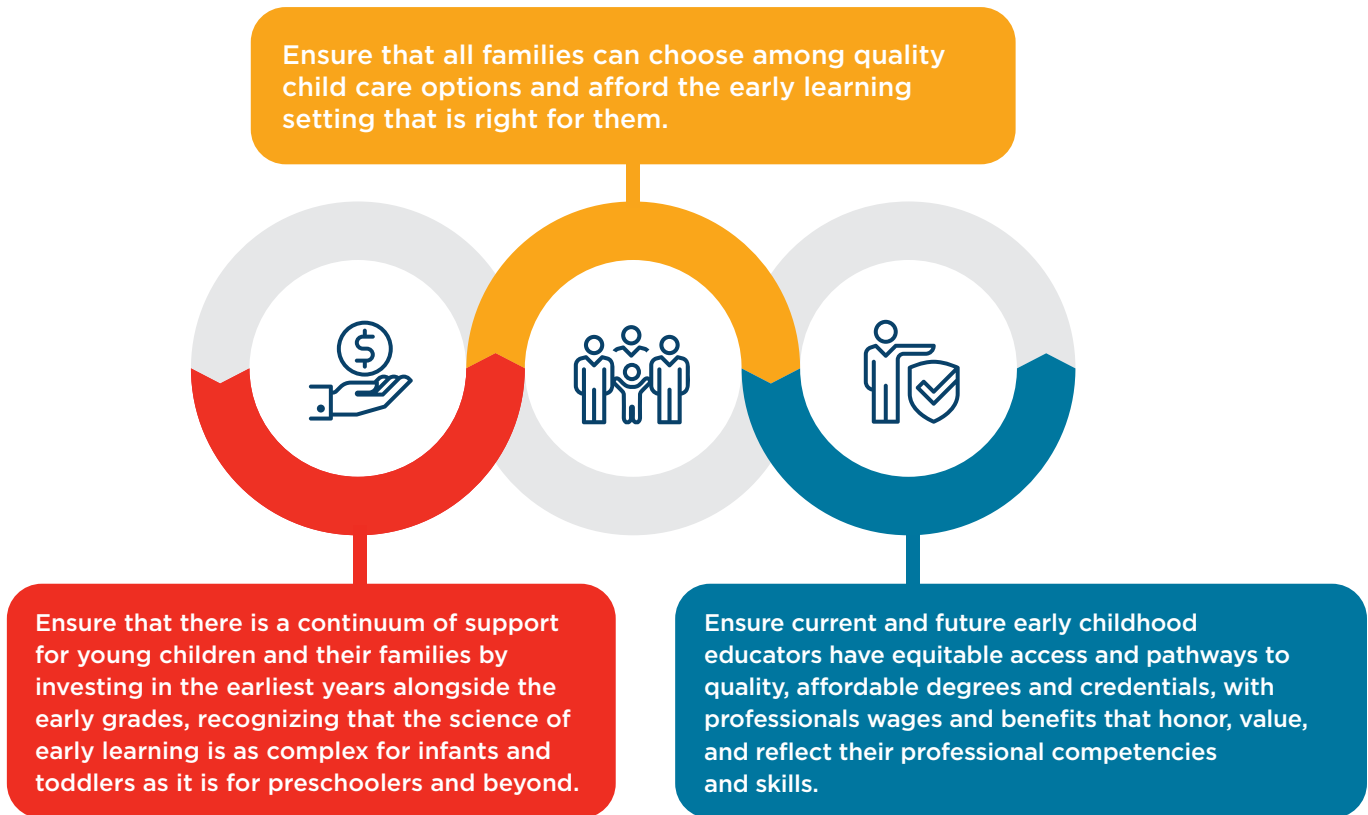 Ensure that all families can choose among quality
child care options and afford the early learning
setting that is right for them.
$
Ensure that there is a continuum of support
for young children and their families by
investing in the earliest years alongside the
early grades, recognizing that the science of
early learning is as complex for infants and
toddlers as it is for preschoolers and beyond.
Ensure current and future early childhood
educators have equitable access and pathways to
quality, affordable degrees and credentials, with
professionals wages and benefits that honor, value,
and reflect their professional competencies
and skills.